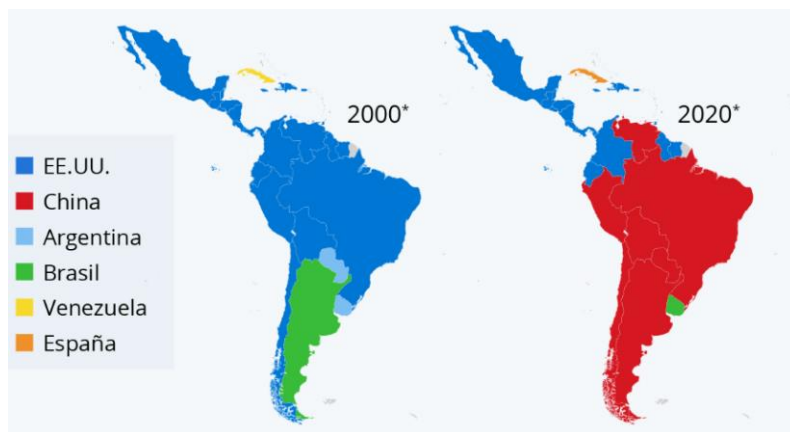 2000*
2020*
EE.UU.
China
Argentina
Brasil
Venezuela
España